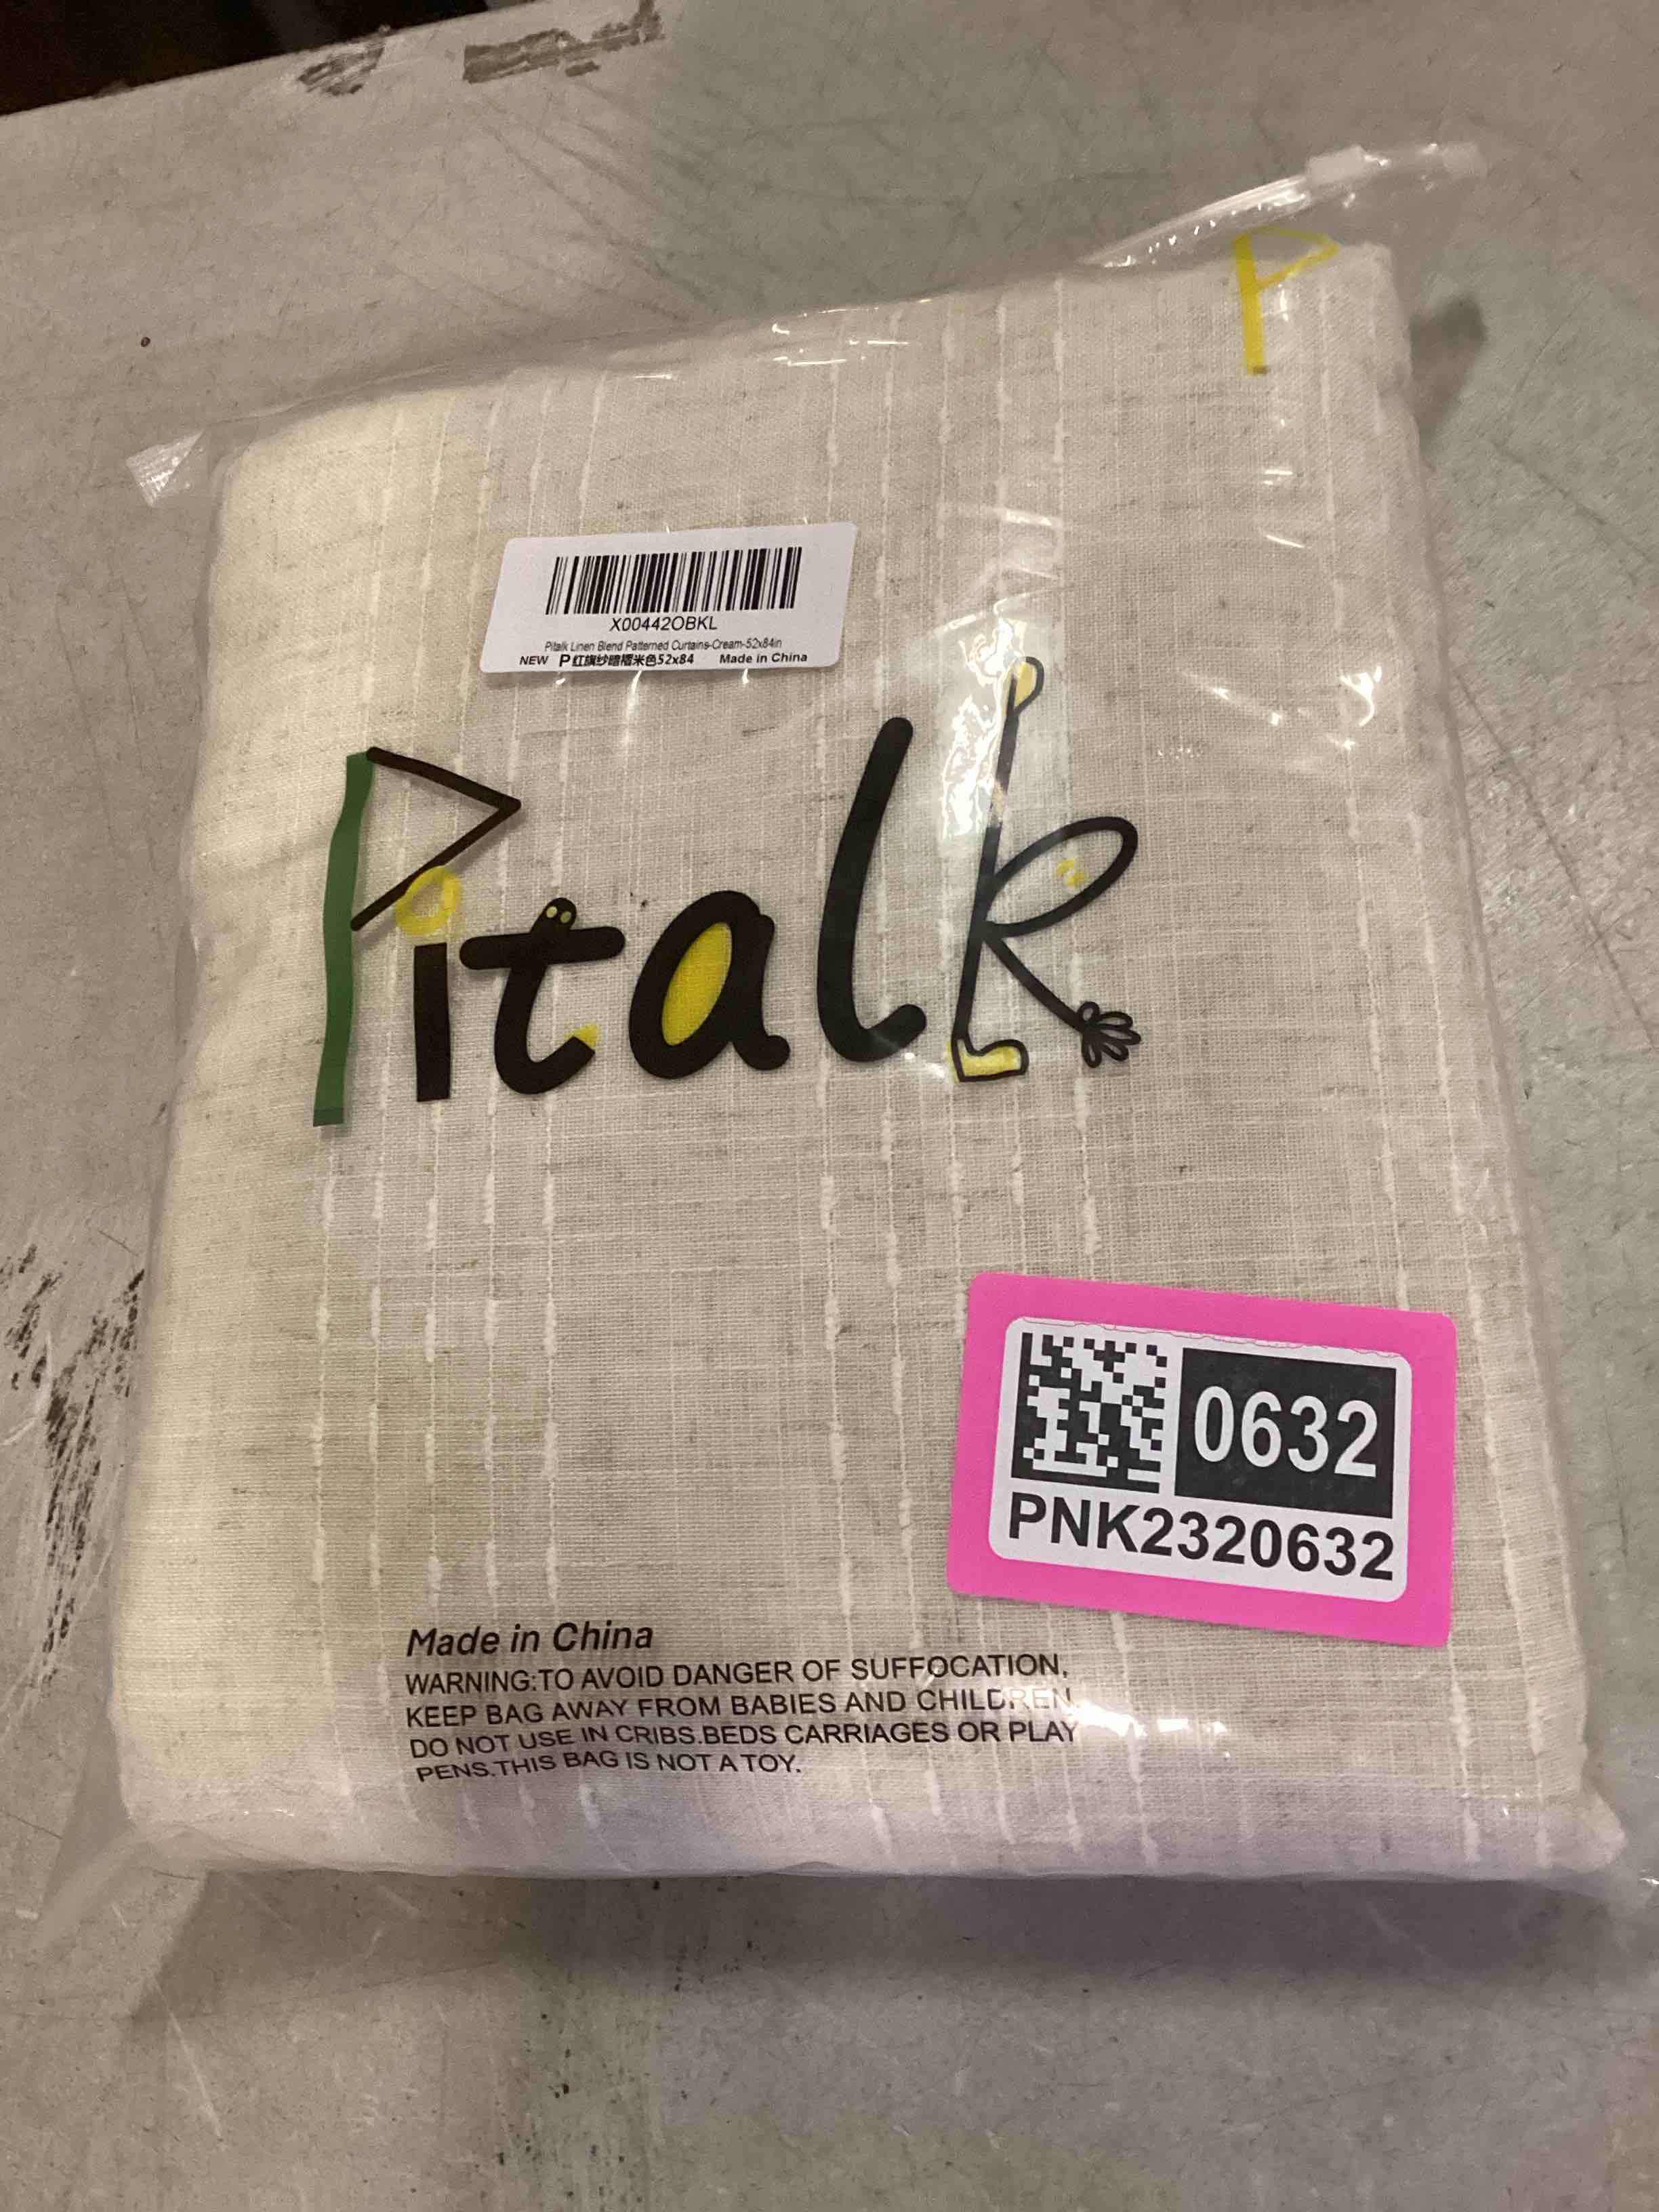 P
X00442OBKL
Pitalk Linen Blend Patterned Curtains-Cream-52x84in
NEW P红旗纱暗褶米色52x84 Made in China
Pitalk
0632
PNK2320632
Made in China
WARNING:TO AVOID DANGER OF SUFFOCATION,
KEEP BAG AWAY FROM BABIES AND CHILDREN.
DO NOT USE IN CRIBS.BEDS CARRIAGES OR PLAY
PENS.THIS BAG IS NOT A TOY.